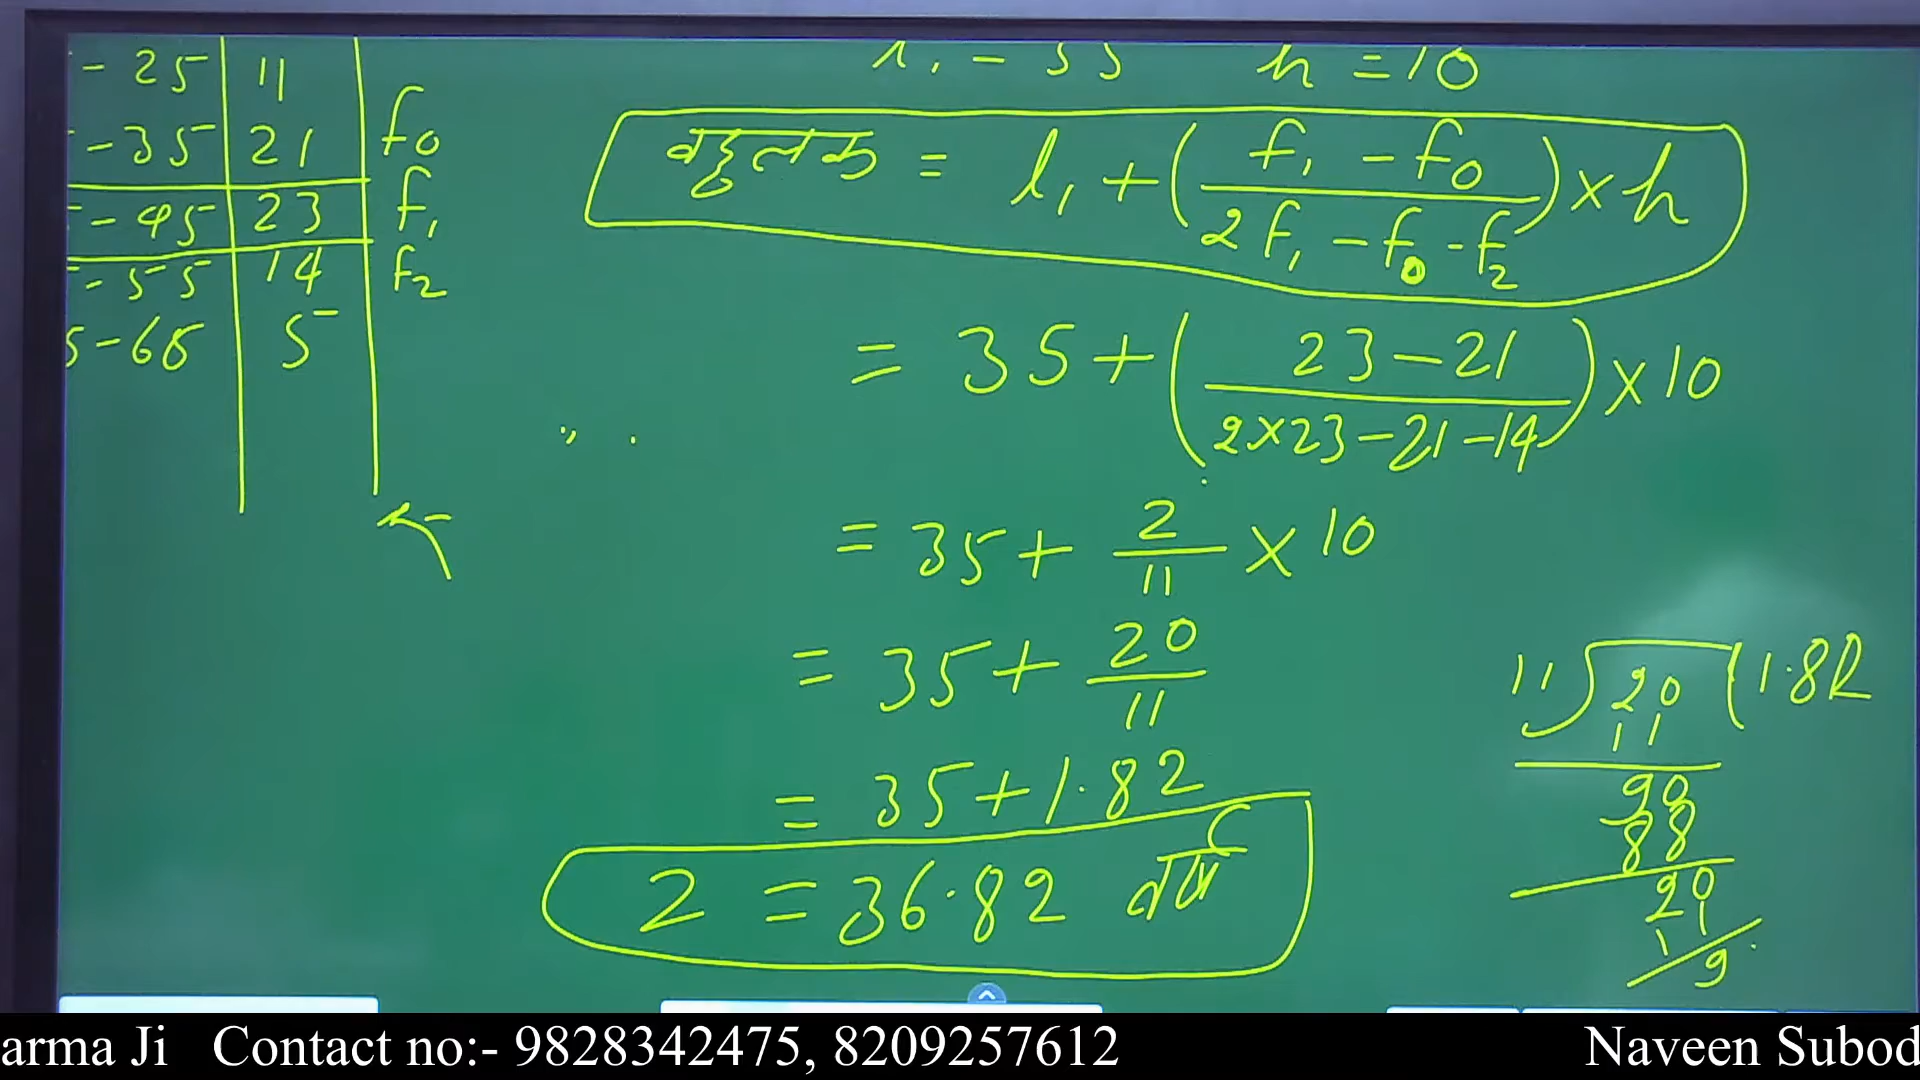 - 25 | 11
- 35 | 21 f₀
- 45 | 23 f₁
- 55 | 14 f₂
5 - 65 | 5
l₁ - 35 h = 10
बहुलक = l₁ + ((f₁ - f₀) / (2f₁ - f₀ - f₂)) × h
= 35 + ((23 - 21) / (2×23 - 21 - 14)) × 10
= 35 + 2/11 × 10
= 35 + 20/11
= 35 + 1.82
Z = 36.82 वर्ष
11 ) 20 ( 1.82
11
90
88
20
11
9
arma Ji Contact no:- 9828342475, 8209257612 Naveen Subod